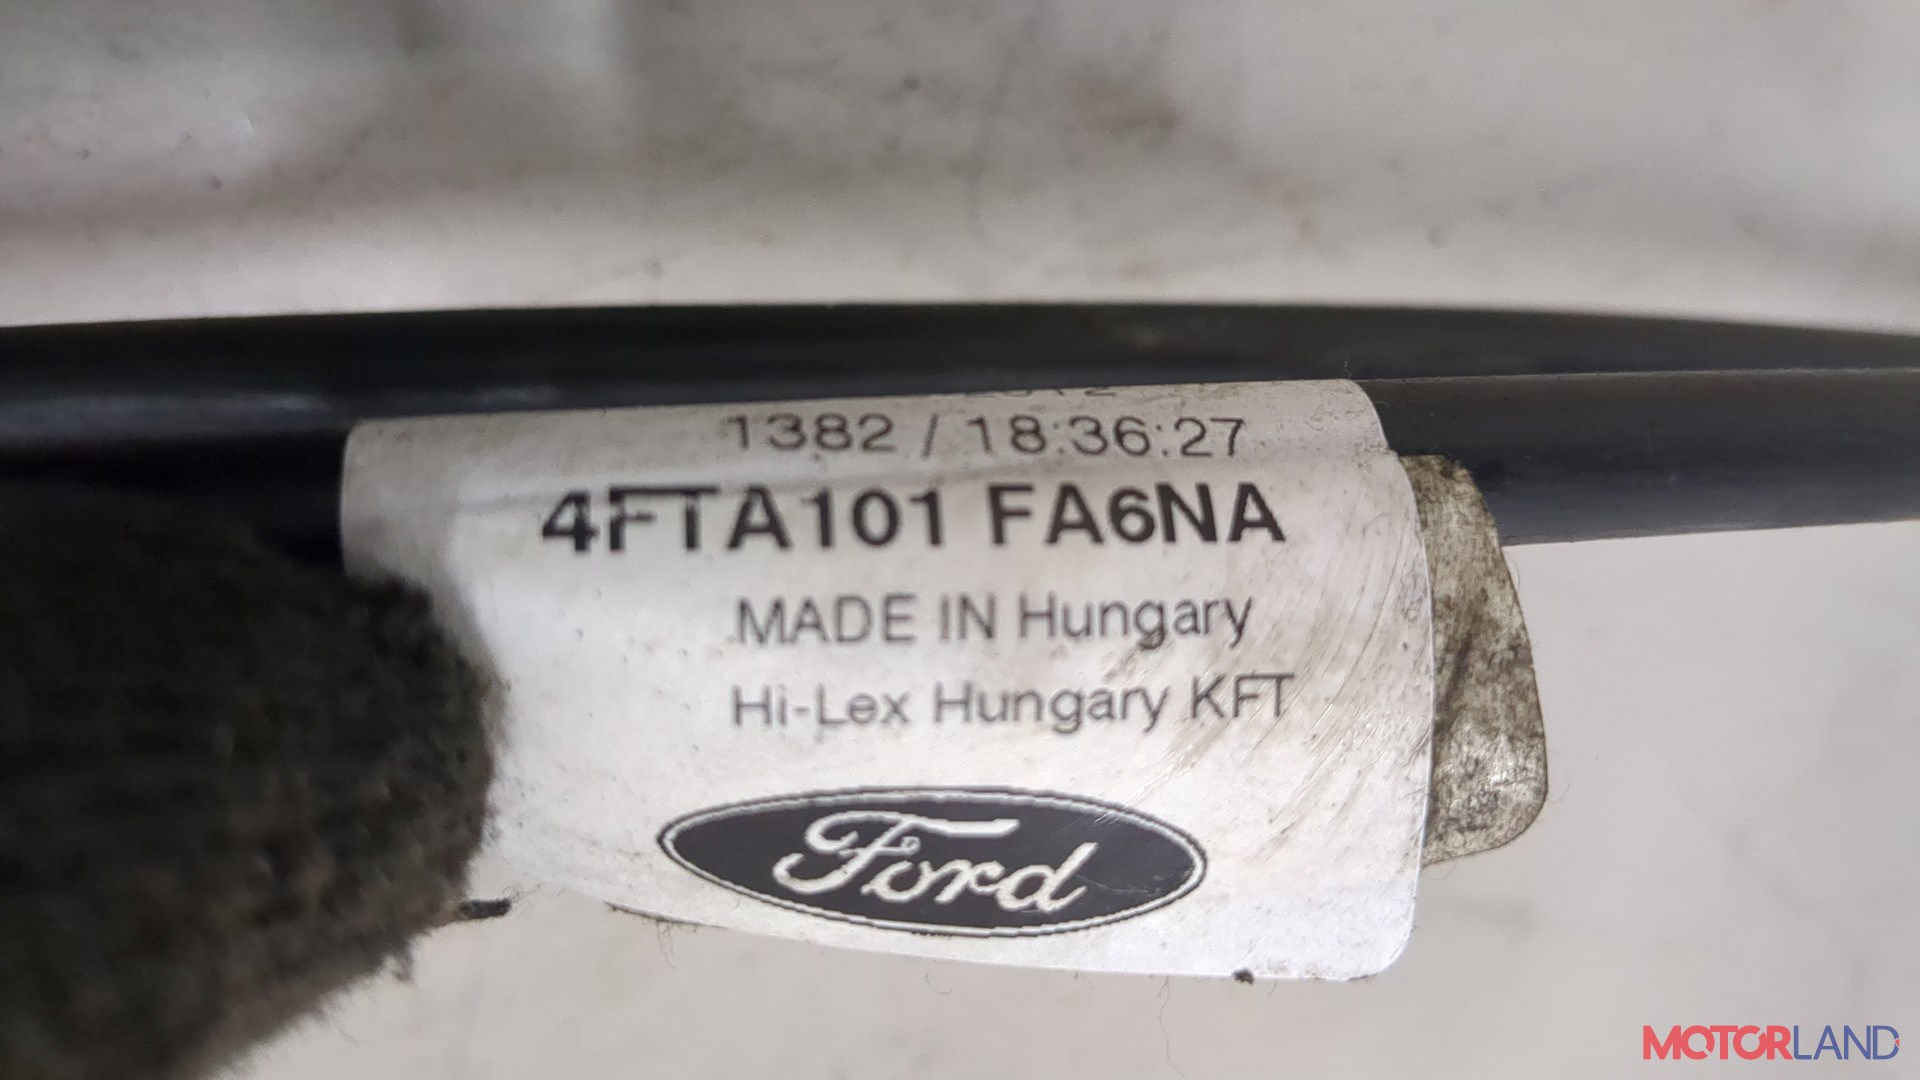 1382 / 18:36:27
4FTA101 FA6NA
MADE IN Hungary
Hi-Lex Hungary KFT
Ford
MOTORLAND